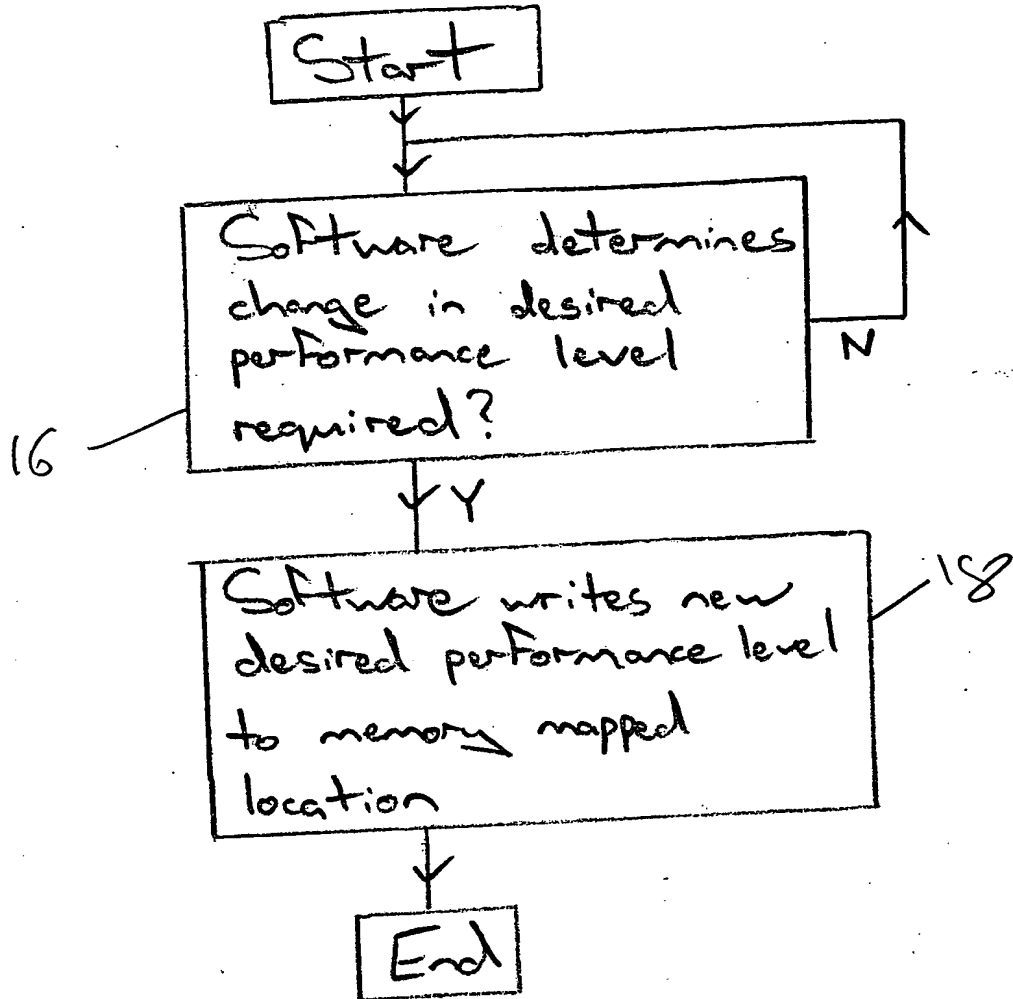 Start
Software determines
change in desired
performance level
required?
N
16
Y
Software writes new
desired performance level
to memory mapped
location
18
End